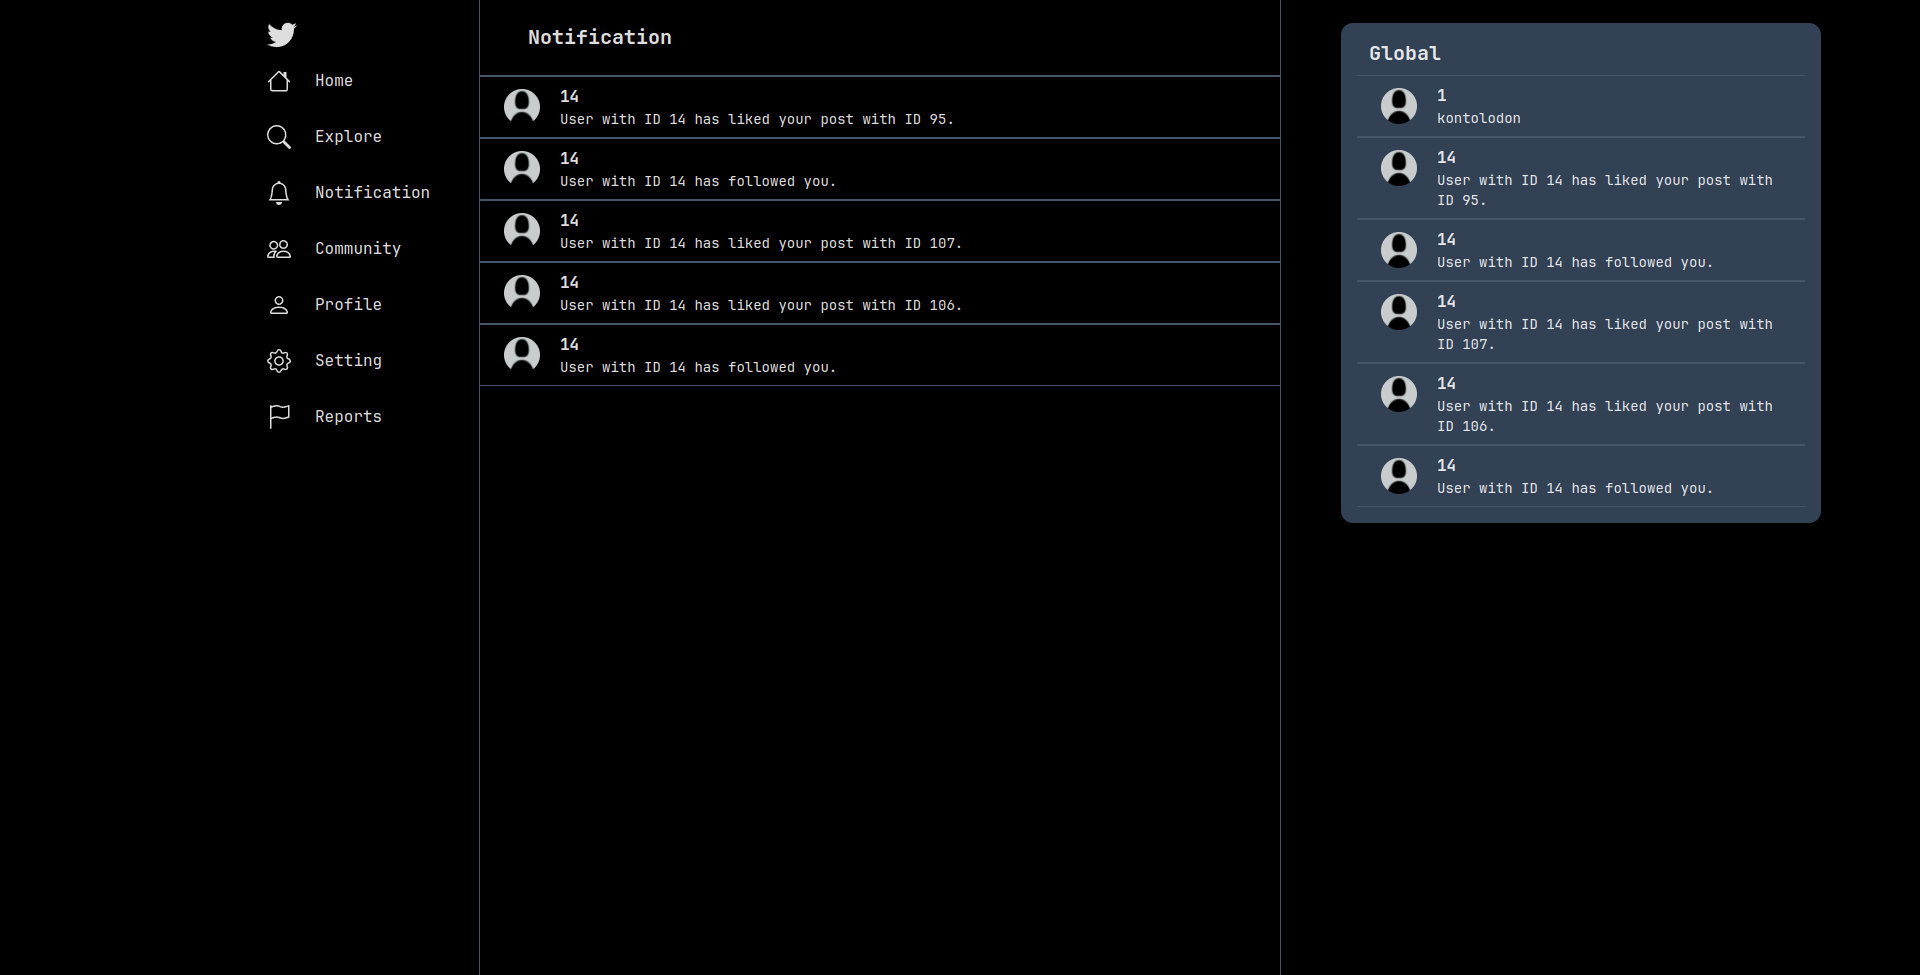 Home
Explore
Notification
Community
Profile
Setting
Reports
Notification
14
User with ID 14 has liked your post with ID 95.
14
User with ID 14 has followed you.
14
User with ID 14 has liked your post with ID 107.
14
User with ID 14 has liked your post with ID 106.
14
User with ID 14 has followed you.
Global
1
kontolodon
14
User with ID 14 has liked your post with
ID 95.
14
User with ID 14 has followed you.
14
User with ID 14 has liked your post with
ID 107.
14
User with ID 14 has liked your post with
ID 106.
14
User with ID 14 has followed you.